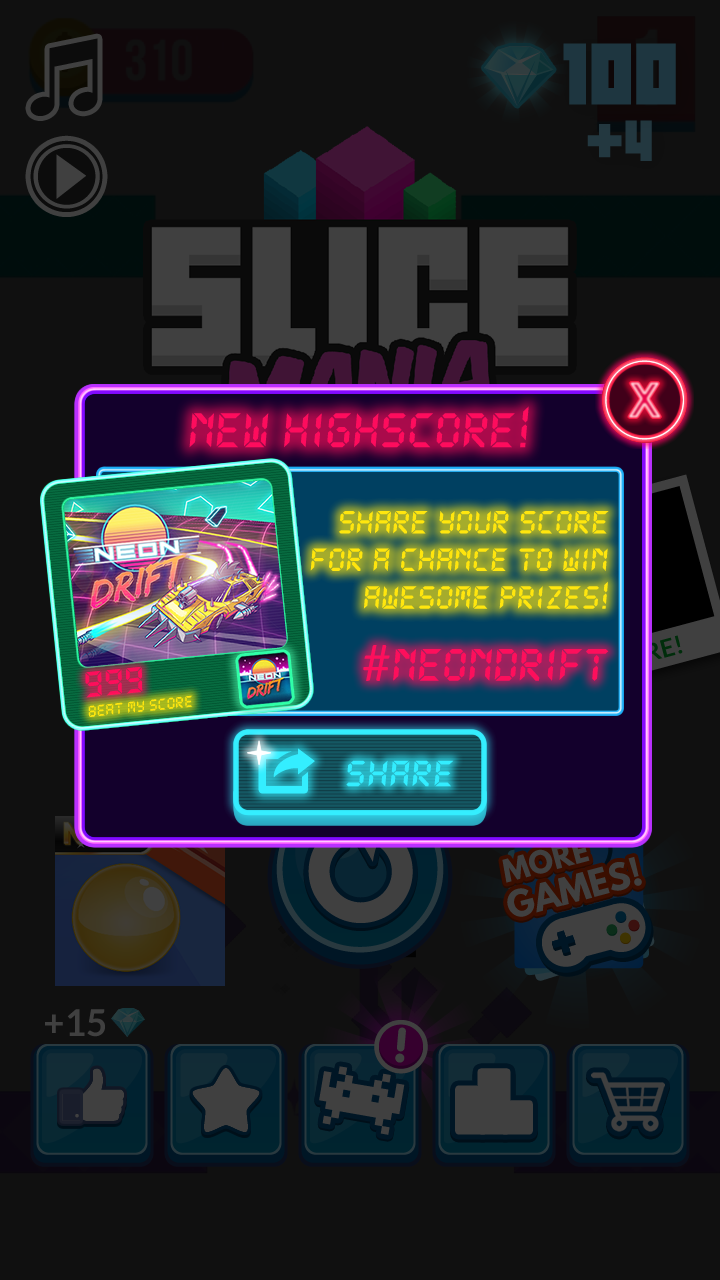 310
100
+4
SLICE
MANIA
NEW HIGHSCORE!
X
SHARE YOUR SCORE
FOR A CHANCE TO WIN
AWESOME PRIZES!
#NEONDRIFT
NEON
DRIFT
999
BEAT MY SCORE
NEON
DRIFT
RE!
SHARE
N
MORE
GAMES!
+15
!